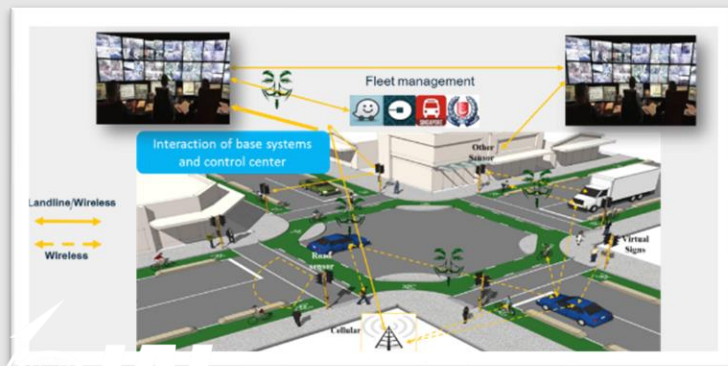 Fleet management
SINGAPORE
Interaction of base systems
and control center
Other
Sensor
Landline/Wireless
Wireless
Road
sensor
Virtual
Signs
Cellular